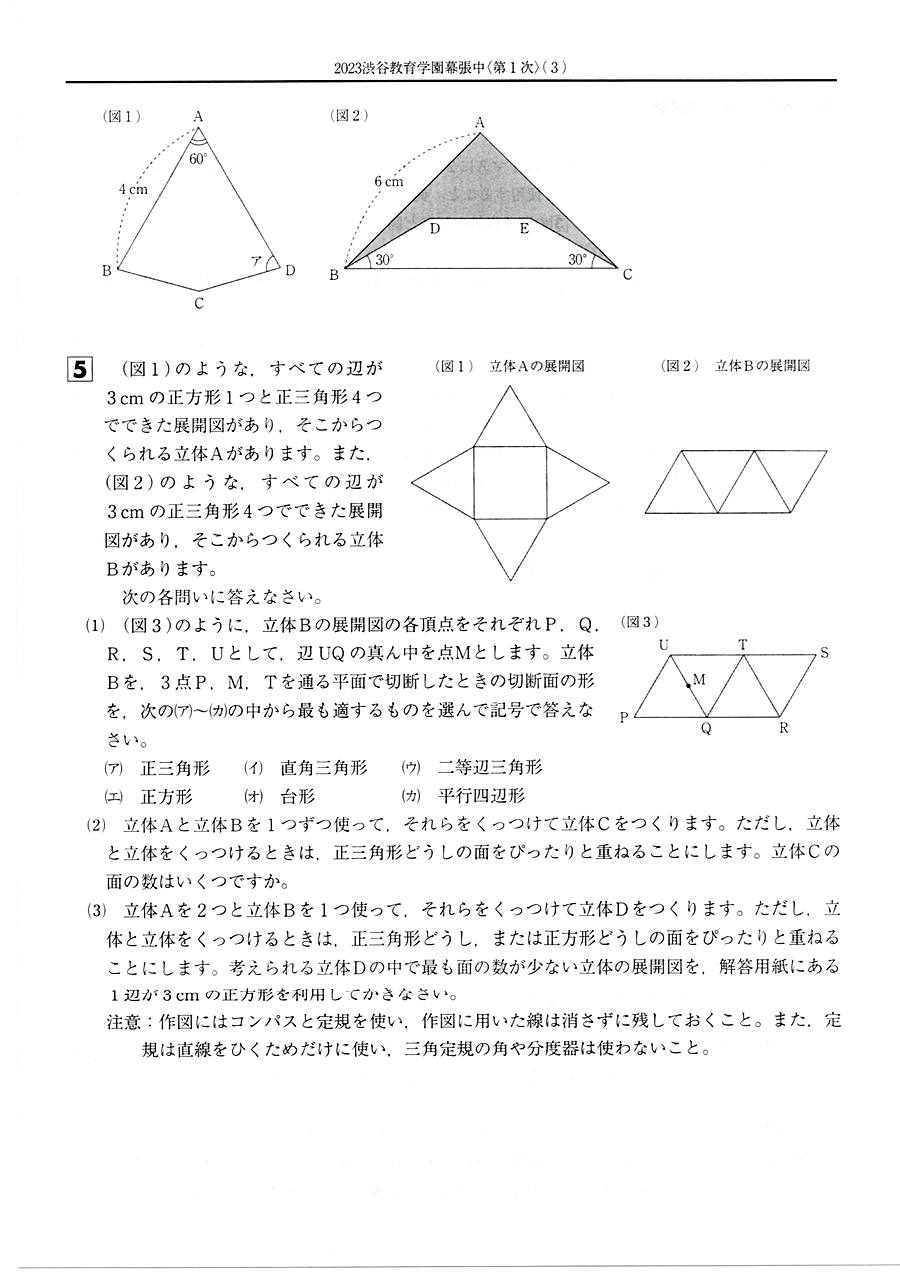 2023渋谷教育学園幕張中〈第1次〉(3)
(図1)
A
60°
4 cm
B
ア
D
C
(図2)
A
6 cm
D
E
B
30°
30°
C
5 (図1)のような,すべての辺が
3cmの正方形1つと正三角形4つ
でできた展開図があり,そこからつ
くられる立体Aがあります。また,
(図2)のような,すべての辺が
3cmの正三角形4つでできた展開
図があり,そこからつくられる立体
Bがあります。
次の各問いに答えなさい。
(図1) 立体Aの展開図
(図2) 立体Bの展開図
⑴ (図3)のように,立体Bの展開図の各頂点をそれぞれP,Q,
R,S,T,Uとして,辺UQの真ん中を点Mとします。立体
Bを,3点P,M,Tを通る平面で切断したときの切断面の形
を,次の㋐~㋕の中から最も適するものを選んで記号で答えな
さい。
(図3)
U
T
S
M
P
Q
R
㋐ 正三角形 ㋑ 直角三角形 ㋒ 二等辺三角形
㋓ 正方形 ㋔ 台形 ㋕ 平行四辺形
⑵ 立体Aと立体Bを1つずつ使って,それらをくっつけて立体Cをつくります。ただし,立体
と立体をくっつけるときは,正三角形どうしの面をぴったりと重ねることにします。立体Cの
面の数はいくつですか。
⑶ 立体Aを2つと立体Bを1つ使って,それらをくっつけて立体Dをつくります。ただし,立
体と立体をくっつけるときは,正三角形どうし,または正方形どうしの面をぴったりと重ねる
ことにします。考えられる立体Dの中で最も面の数が少ない立体の展開図を,解答用紙にある
1辺が3cmの正方形を利用してかきなさい。
注意:作図にはコンパスと定規を使い,作図に用いた線は消さずに残しておくこと。また,定
規は直線をひくためだけに使い,三角定規の角や分度器は使わないこと。